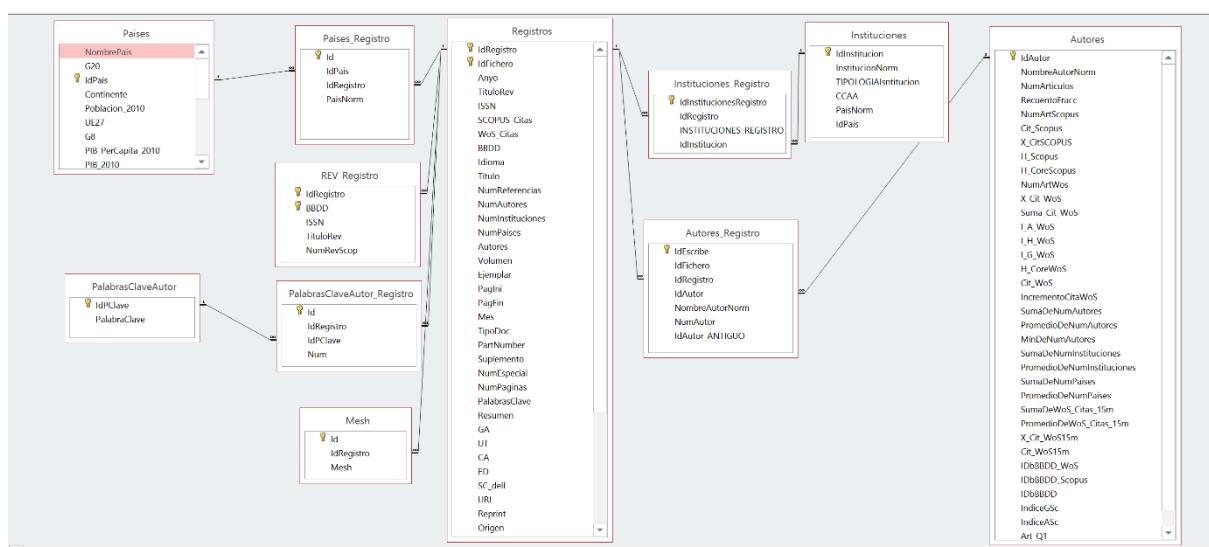 Paises
NombrePais
G20
IdPais
Continente
Poblacion_2010
UE27
G8
PIB_PerCapita_2010
PIB_2010
Paises_Registro
Id
IdPais
IdRegistro
PaisNorm
REV_Registro
IdRegistro
BBDD
ISSN
TituloRev
NumRevScop
PalabrasClaveAutor
IdPClave
PalabraClave
PalabrasClaveAutor_Registro
Id
IdRegistro
IdPClave
Num
Mesh
Id
IdRegistro
Mesh
Registros
IdRegistro
IdFichero
Anyo
TituloRev
ISSN
SCOPUS_Citas
WoS_Citas
BBDD
Idioma
Titulo
NumReferencias
NumAutores
NumInstituciones
NumPaises
Autores
Volumen
Ejemplar
PagIni
PagFin
Mes
TipoDoc
PartNumber
Suplemento
NumEspecial
NumPaginas
PalabrasClave
Resumen
GA
UT
CA
ED
SC_dell
URL
Reprint
Origen
Instituciones_Registro
IdInstitucionesRegistro
IdRegistro
INSTITUCIONES_REGISTRO
IdInstitucion
Autores_Registro
IdEscribe
IdFichero
IdRegistro
IdAutor
NombreAutorNorm
NumAutor
IdAutor_ANTIGUO
Instituciones
IdInstitucion
InstitucionNorm
TIPOLOGIAInstitucion
CCAA
PaisNorm
IdPais
Autores
IdAutor
NombreAutorNorm
NumArticulos
RecuentoFracc
NumArtScopus
Cit_Scopus
X_CitSCOPUS
H_Scopus
H_CoreScopus
NumArtWos
X_Cit_WoS
Suma_Cit_WoS
I_A_WoS
I_H_WoS
I_G_WoS
H_CoreWoS
Cit_WoS
IncrementoCitaWoS
SumaDeNumAutores
PromedioDeNumAutores
MínDeNumAutores
SumaDeNumInstituciones
PromedioDeNumInstituciones
SumaDeNumPaises
PromedioDeNumPaises
SumaDeWoS_Citas_15m
PromedioDeWoS_Citas_15m
X_Cit_WoS15m
Cit_WoS15m
IDbBBDD_WoS
IDbBBDD_Scopus
IDbBBDD
IndiceGSc
IndiceASc
Art_Q1